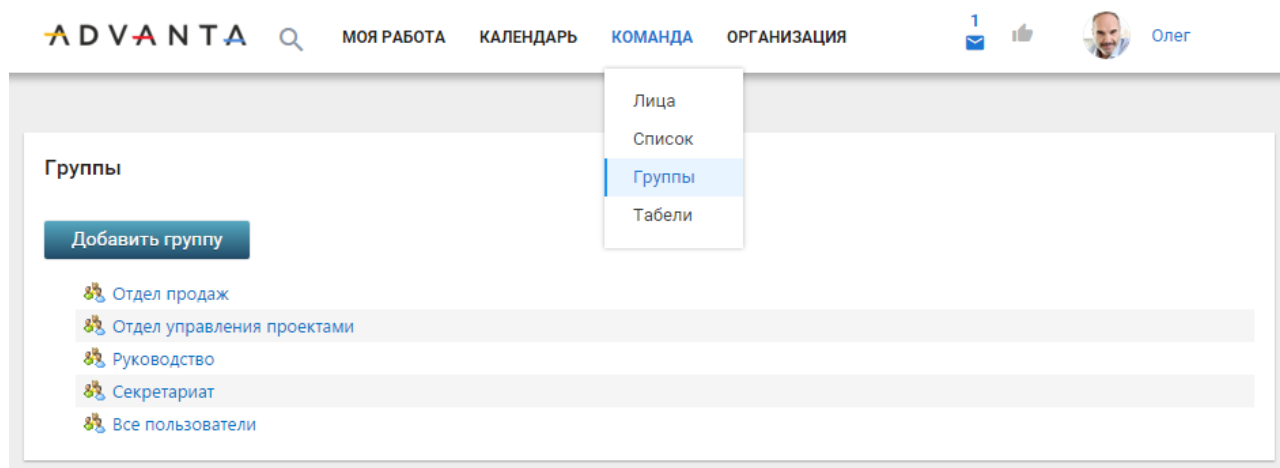 ADVANTA МОЯ РАБОТА КАЛЕНДАРЬ КОМАНДА ОРГАНИЗАЦИЯ 1 Олег
Лица
Список
Группы
Табели
Группы
Добавить группу
Отдел продаж
Отдел управления проектами
Руководство
Секретариат
Все пользователи